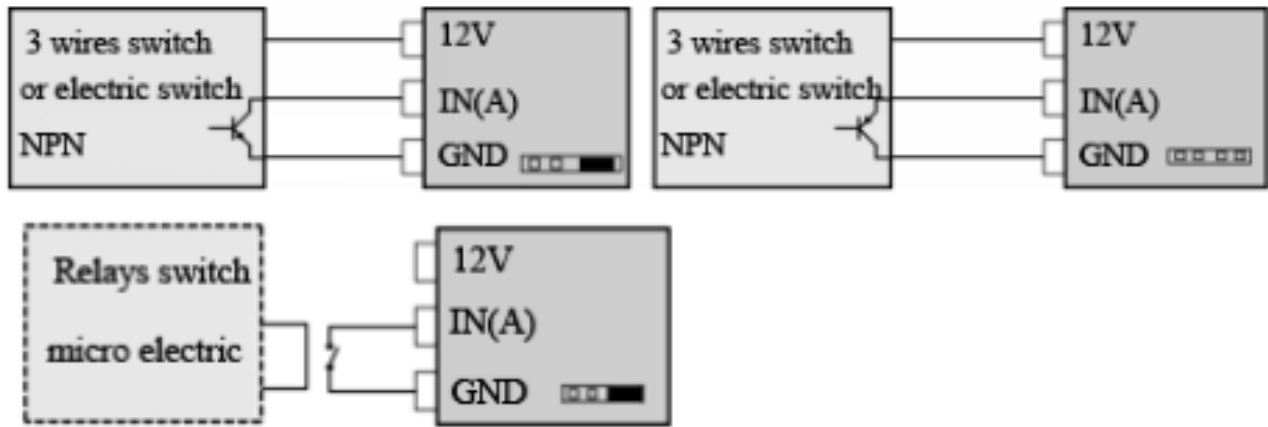 3 wires switch
or electric switch
NPN
12V
IN(A)
GND
3 wires switch
or electric switch
NPN
12V
IN(A)
GND
Relays switch
micro electric
12V
IN(A)
GND